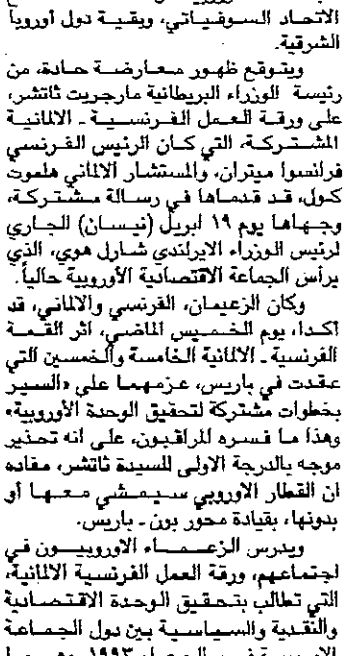 الاتحاد السوفياتي، وبقية دول أوروبا
الشرقية.
ويتوقع ظهور معارضة حادة، من
رئيسة الوزراء البريطانية مارجريت ثاتشر،
على ورقة العمل الفرنسية ـ الالمانية
المشتركة، التي كان الرئيس الفرنسي
فرانسوا ميتران، والمستشار الالماني هلموت
كول، قد قدماها في رسالة مشتركة،
وجهاها يوم ١٩ ابريل (نيسان) الجاري
لرئيس الوزراء الايرلندي شارل هوي، الذي
يرأس الجماعة الاقتصادية الأوروبية حالياً.
وكان الزعيمان، الفرنسي والالماني، قد
اكدا، يوم الخميس الماضي، اثر القمة
الفرنسية ـ الالمانية الخامسة والخمسين التي
عقدت في باريس، عزمهما على «السير
بخطوات مشتركة لتحقيق الوحدة الأوروبية»
وهذا ما فسره المراقبون، على انه تحذير
موجه بالدرجة الاولى للسيدة ثاتشر، مفاده
ان القطار الاوروبي سيمشي معها أو
بدونها، بقيادة محور بون ـ باريس.
ويدرس الزعماء الاوروبيون في
اجتماعهم، ورقة العمل الفرنسية الالمانية،
التي تطالب بتحقيق الوحدة الاقتصادية
والنقدية والسياسية بين دول الجماعة
١٩٩٣